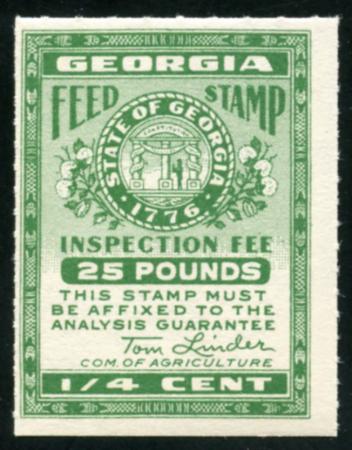 GEORGIA
FEED STAMP
STATE OF GEORGIA
1776
INSPECTION FEE
25 POUNDS
THIS STAMP MUST
BE AFFIXED TO THE
ANALYSIS GUARANTEE
Tom Linder
COM. OF AGRICULTURE
1/4 CENT